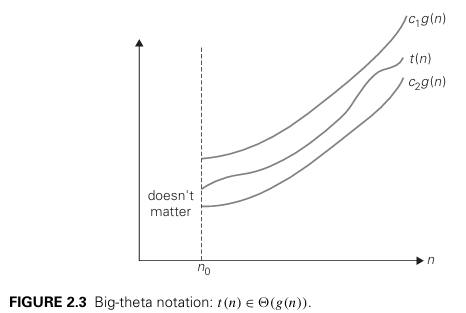 c₁g(n)
t(n)
c₂g(n)
doesn't
matter
n
n₀
FIGURE 2.3 Big-theta notation: t(n) ∈ Θ(g(n)).